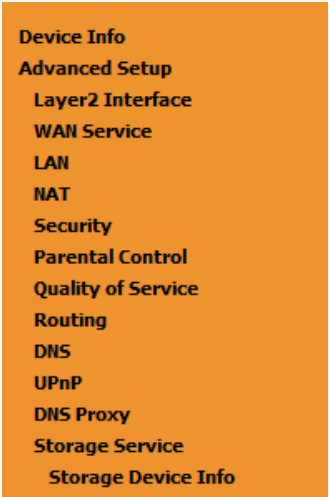 Device Info
Advanced Setup
Layer2 Interface
WAN Service
LAN
NAT
Security
Parental Control
Quality of Service
Routing
DNS
UPnP
DNS Proxy
Storage Service
Storage Device Info